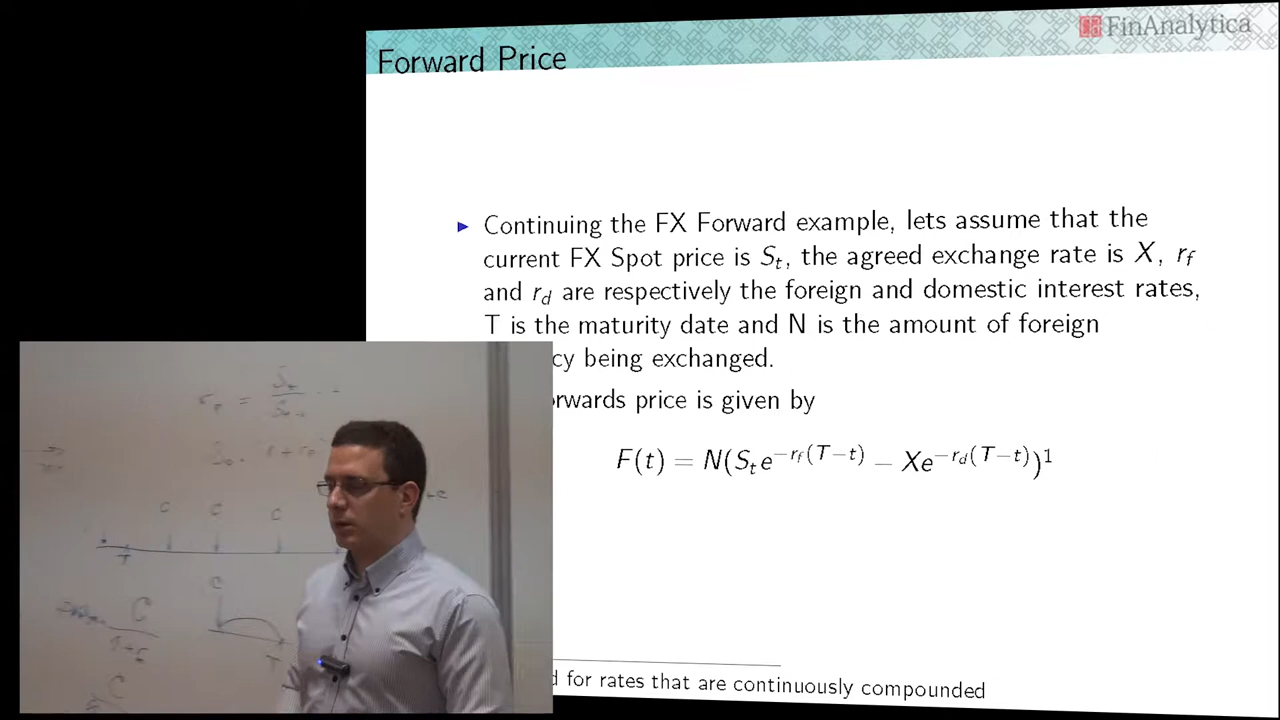 FinAnalytica
Forward Price
Continuing the FX Forward example, lets assume that the
current FX Spot price is S_t, the agreed exchange rate is X, r_f
and r_d are respectively the foreign and domestic interest rates,
T is the maturity date and N is the amount of foreign
cy being exchanged.
rwards price is given by
F(t) = N(S_t e^{-r_f(T-t)} - Xe^{-r_d(T-t)})^1
for rates that are continuously compounded
C C C
T
C
C
T
C